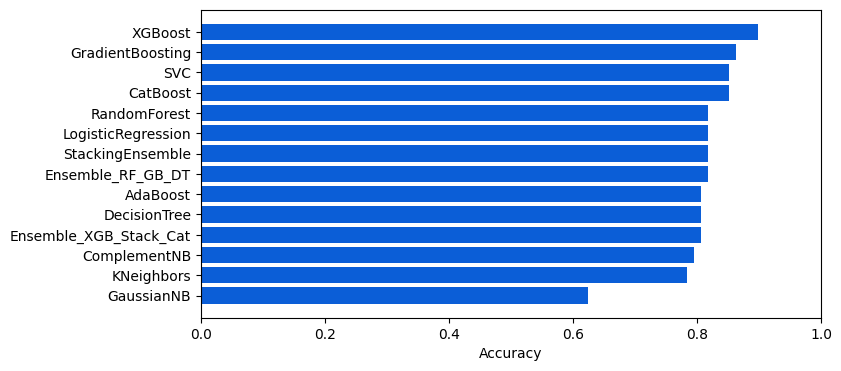 XGBoost
GradientBoosting
SVC
CatBoost
RandomForest
LogisticRegression
StackingEnsemble
Ensemble_RF_GB_DT
AdaBoost
DecisionTree
Ensemble_XGB_Stack_Cat
ComplementNB
KNeighbors
GaussianNB
0.0 0.2 0.4 0.6 0.8 1.0
Accuracy